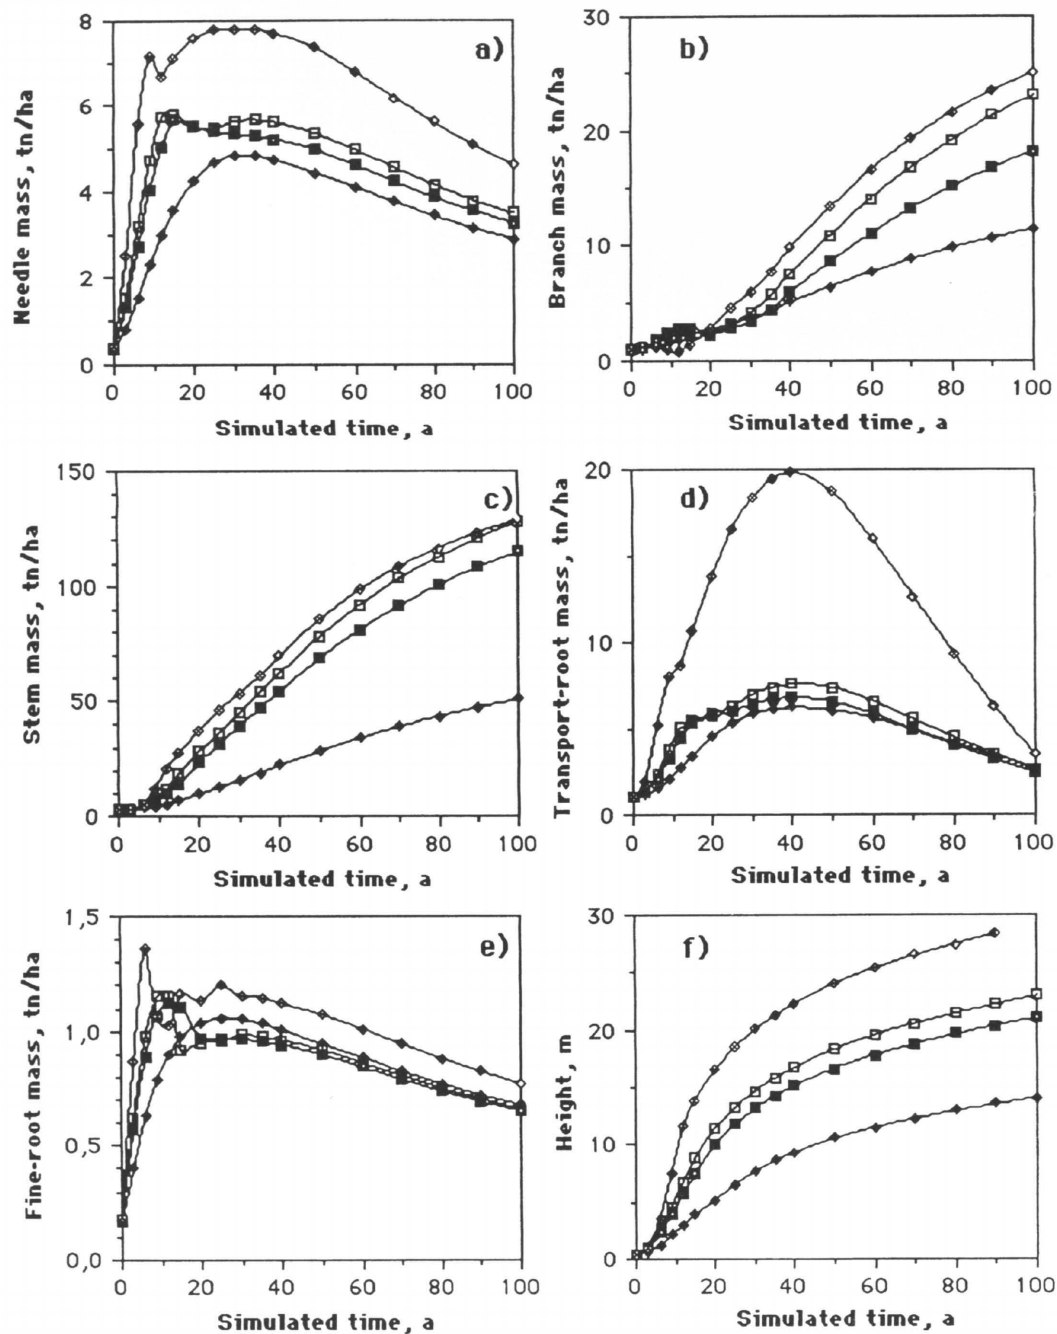 a)
Needle mass, tn/ha
8
6
4
2
0
0 20 40 60 80 100
Simulated time, a
b)
Branch mass, tn/ha
30
20
10
0
0 20 40 60 80 100
Simulated time, a
c)
Stem mass, tn/ha
150
100
50
0
0 20 40 60 80 100
Simulated time, a
d)
Transport-root mass, tn/ha
20
10
0
0 20 40 60 80 100
Simulated time, a
e)
Fine-root mass, tn/ha
1,5
1,0
0,5
0,0
0 20 40 60 80 100
Simulated time, a
f)
Height, m
30
20
10
0
0 20 40 60 80 100
Simulated time, a